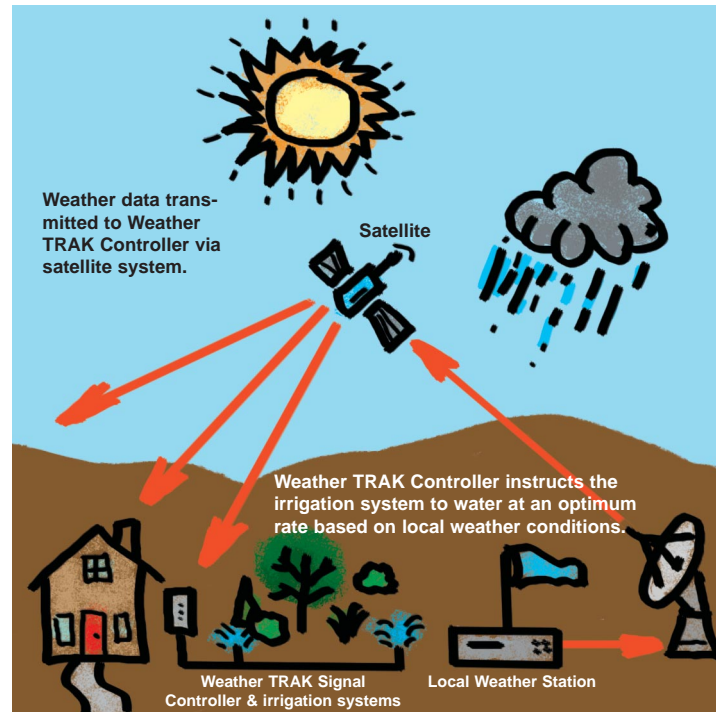 Weather data trans-
mitted to Weather
TRAK Controller via
satellite system.
Satellite
Weather TRAK Controller instructs the
irrigation system to water at an optimum
rate based on local weather conditions.
Weather TRAK Signal
Controller & irrigation systems
Local Weather Station